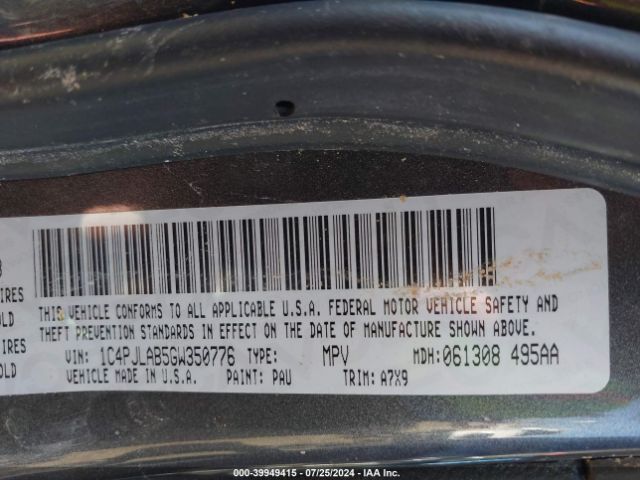 IRES
OLD
IRES
OLD
THIS VEHICLE CONFORMS TO ALL APPLICABLE U.S.A. FEDERAL MOTOR VEHICLE SAFETY AND
THEFT PREVENTION STANDARDS IN EFFECT ON THE DATE OF MANUFACTURE SHOWN ABOVE.
VIN: 1C4PJLAB5GW350776 TYPE: MPV MDH:061308 495AA
VEHICLE MADE IN U.S.A. PAINT: PAU TRIM: A7X9
000-39949415 - 07/25/2024 - IAA Inc.